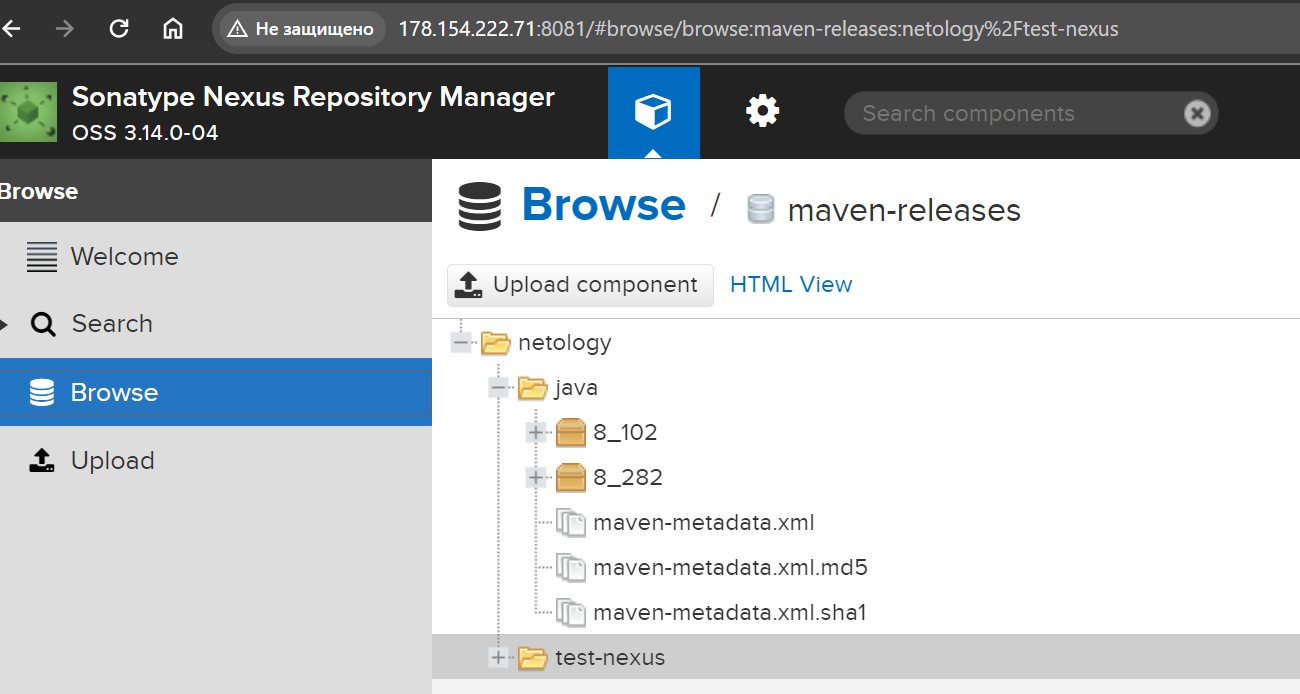 Не защищено 178.154.222.71:8081/#browse/browse:maven-releases:netology%2Ftest-nexus
Sonatype Nexus Repository Manager
OSS 3.14.0-04
Search components
Browse
Welcome
Search
Browse
Upload
Browse / maven-releases
Upload component HTML View
netology
java
8_102
8_282
maven-metadata.xml
maven-metadata.xml.md5
maven-metadata.xml.sha1
test-nexus